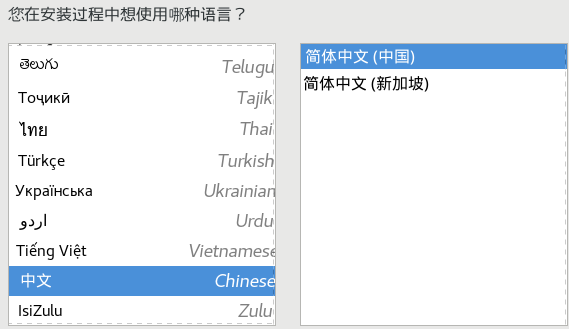 您在安装过程中想使用哪种语言？
తెలుగు Telugu
Тоҷикӣ Tajik
ไทย Thai
Türkçe Turkish
Українська Ukrainian
اردو Urdu
Tiếng Việt Vietnamese
中文 Chinese
IsiZulu Zulu
简体中文 (中国)
简体中文 (新加坡)